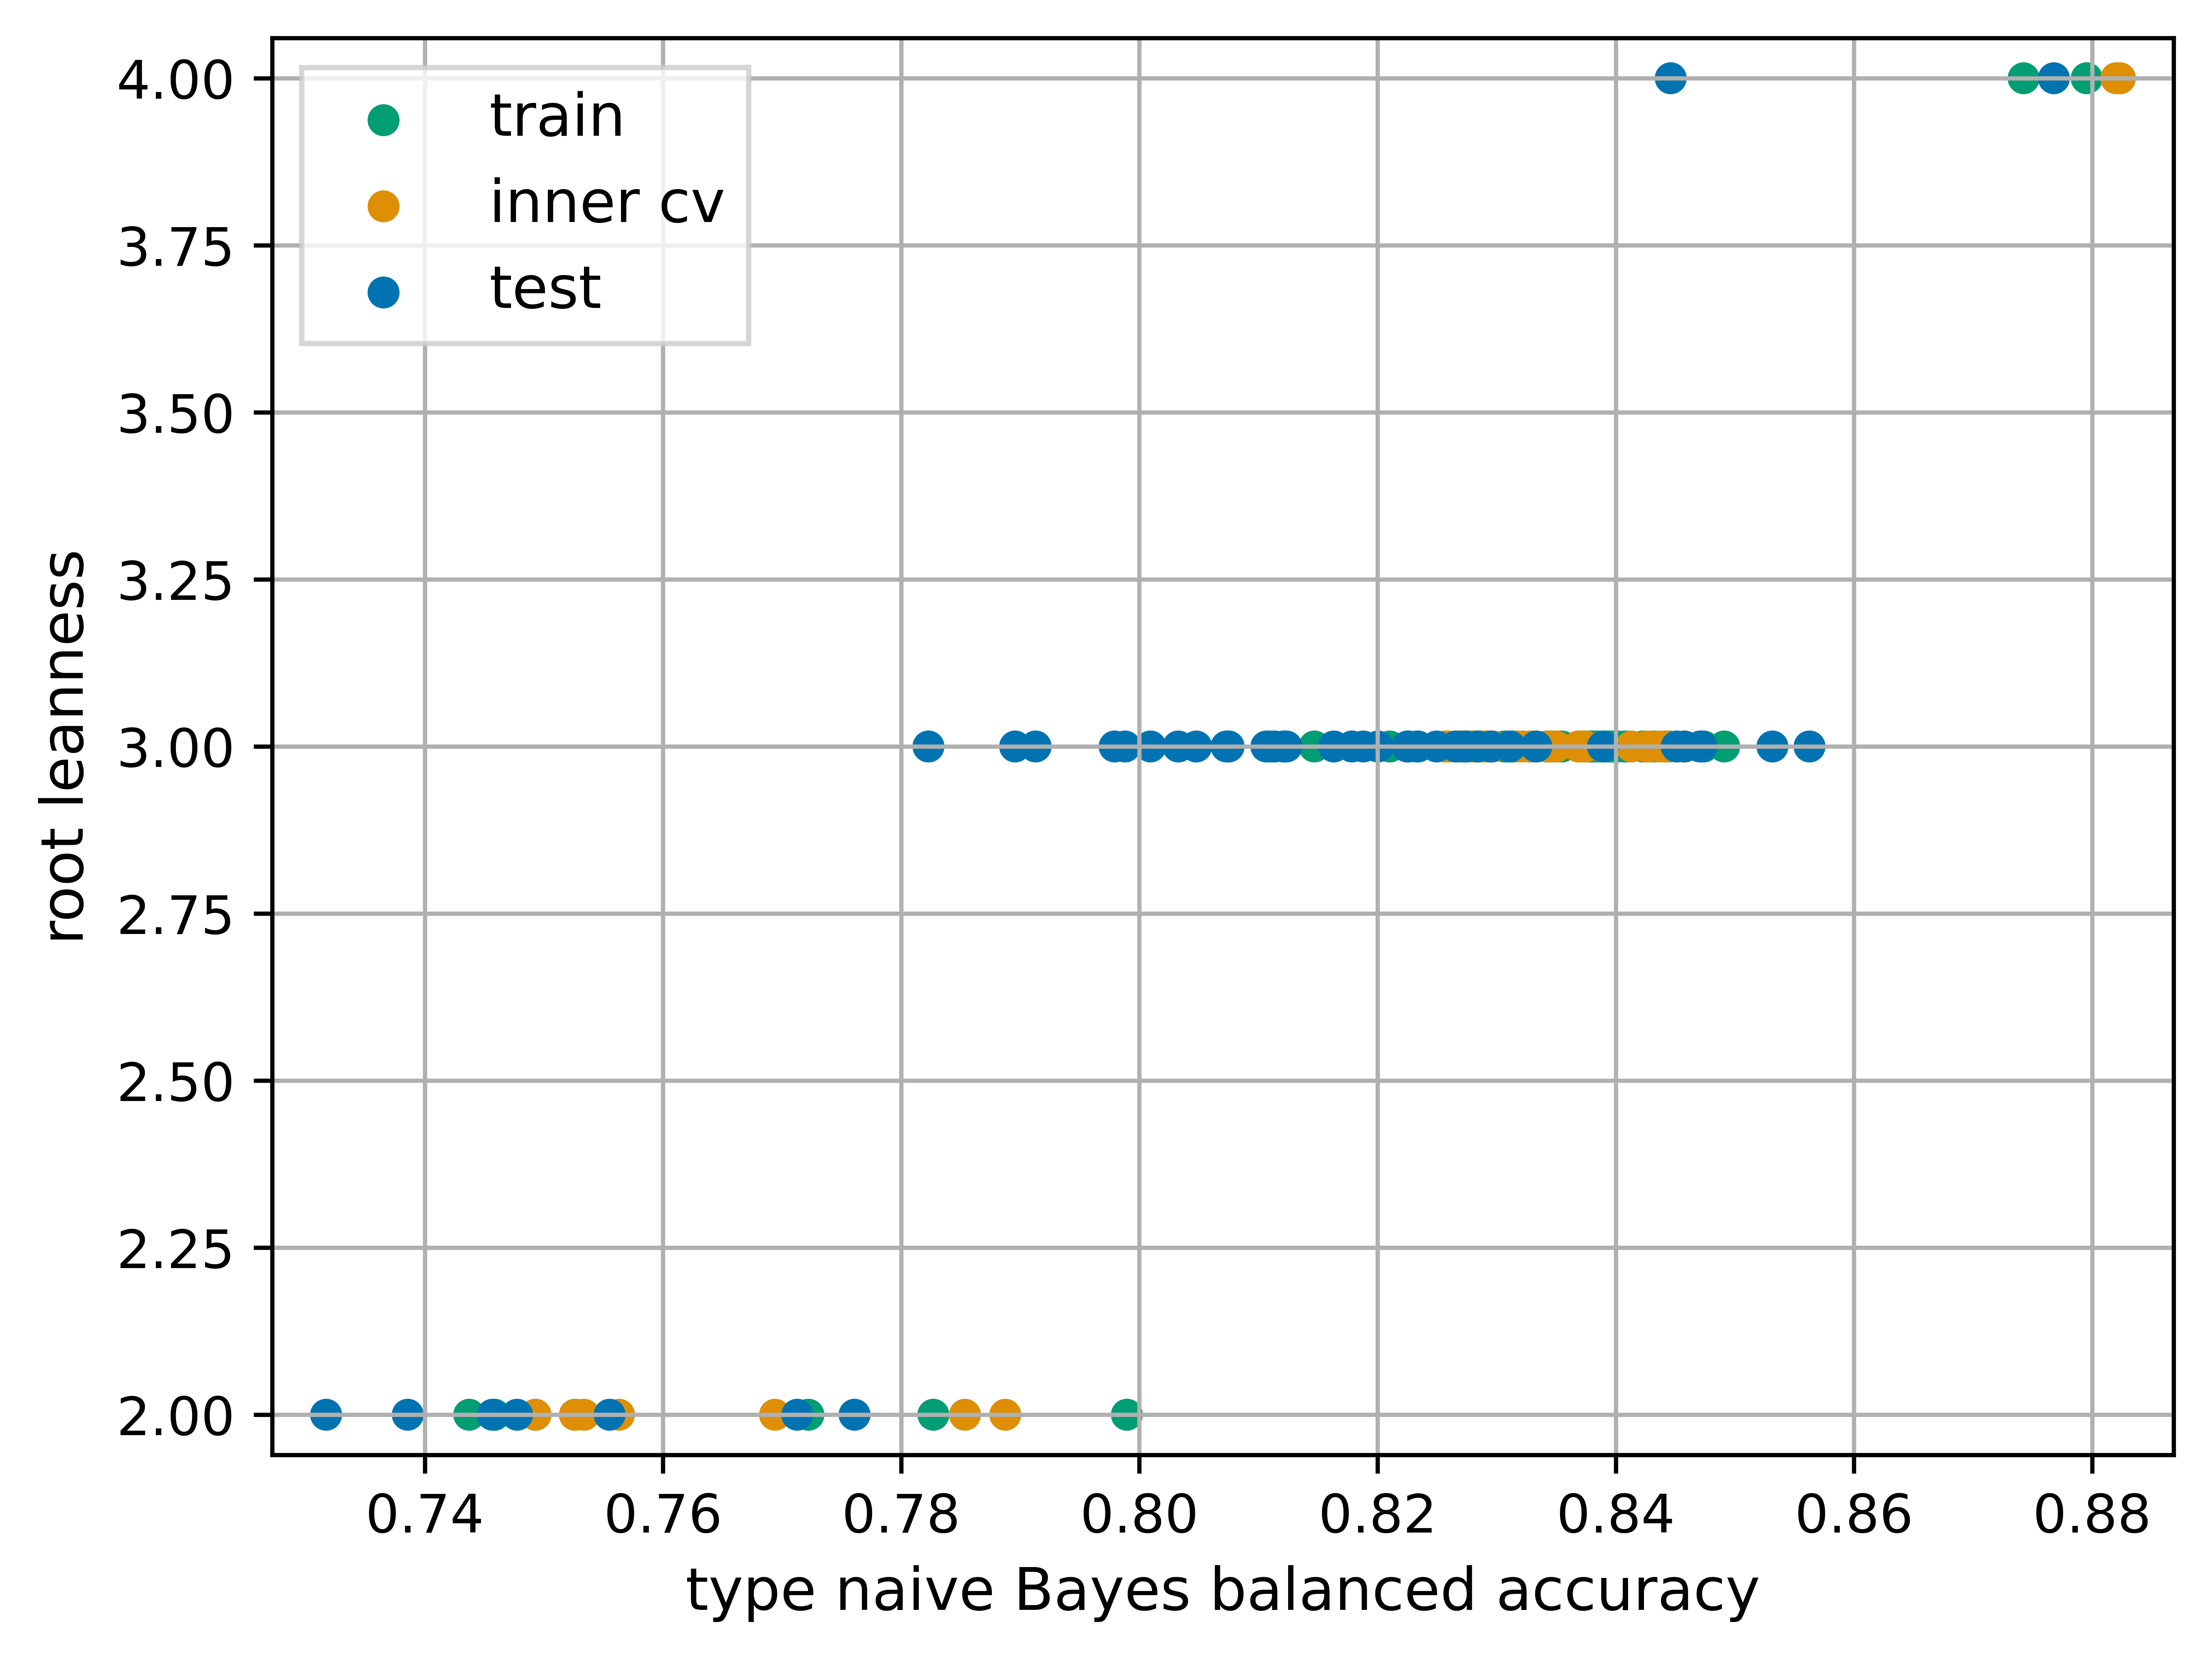 4.00
3.75
3.50
3.25
3.00
2.75
2.50
2.25
2.00
root leanness
train
inner cv
test
0.74 0.76 0.78 0.80 0.82 0.84 0.86 0.88
type naive Bayes balanced accuracy